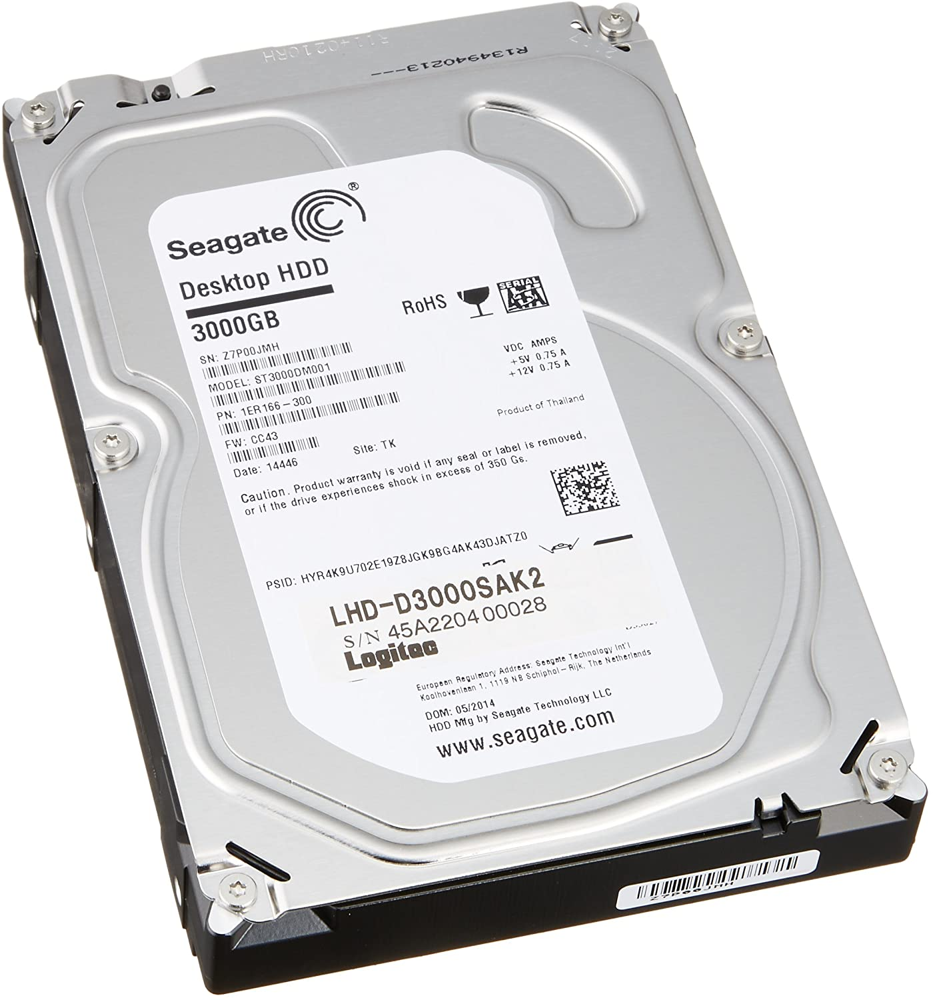 R1140210RH
R134940213---
Seagate®
Desktop HDD
3000GB
RoHS
SERIAL
ATA
SN: Z7P00JMH
MODEL: ST3000DM001
PN: 1ER166-300
FW: CC43
Date: 14446 Site: TK
VDC AMPS
+5V 0.75 A
+12V 0.75 A
Product of Thailand
Caution. Product warranty is void if any seal or label is removed,
or if the drive experiences shock in excess of 350 Gs.
PSID: HYR4K9U702E19Z8JGK9BG4AK43DJATZ0
LHD-D3000SAK2
S/N 45A220400028
Logitec
European Regulatory Address: Seagate Technology Int'l
Koolhovenlaan 1, 1119 NB Schiphol-Rijk, The Netherlands
DOM: 05/2014
HDD Mfg by Seagate Technology LLC
www.seagate.com
Z7P00JMH